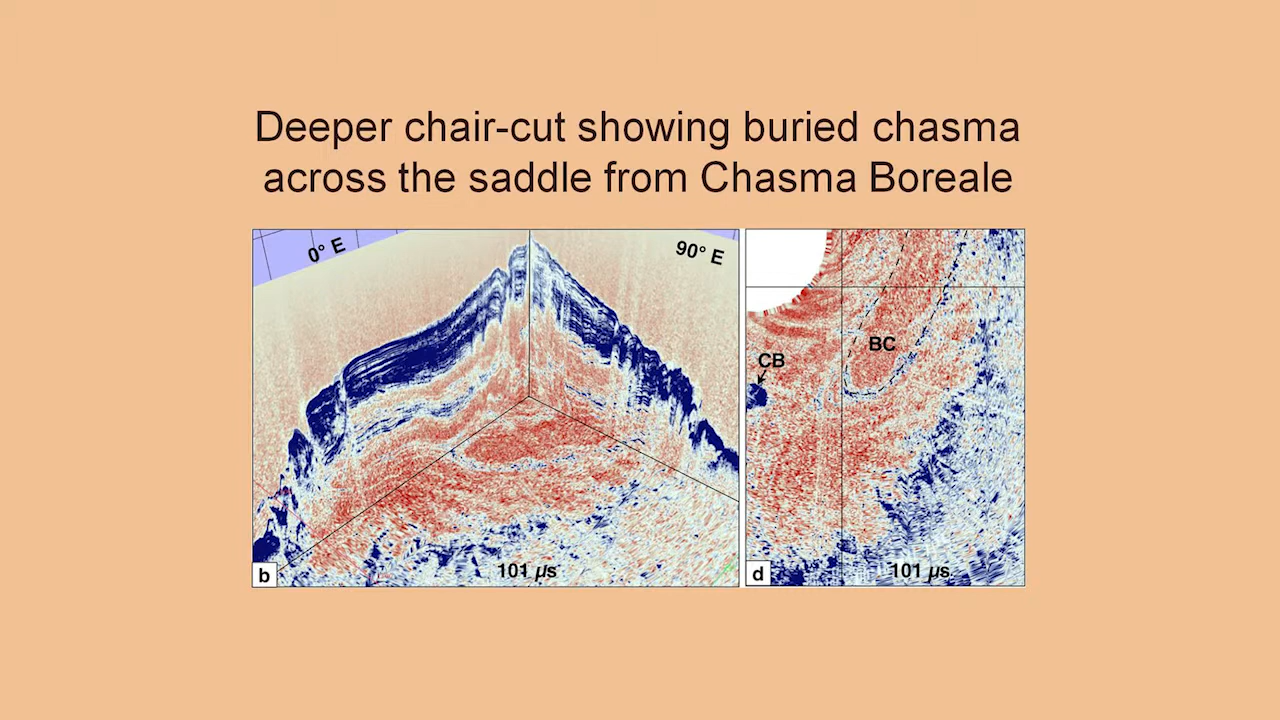 Deeper chair-cut showing buried chasma
across the saddle from Chasma Boreale
0° E
90° E
b
101 µs
CB
BC
d
101 µs